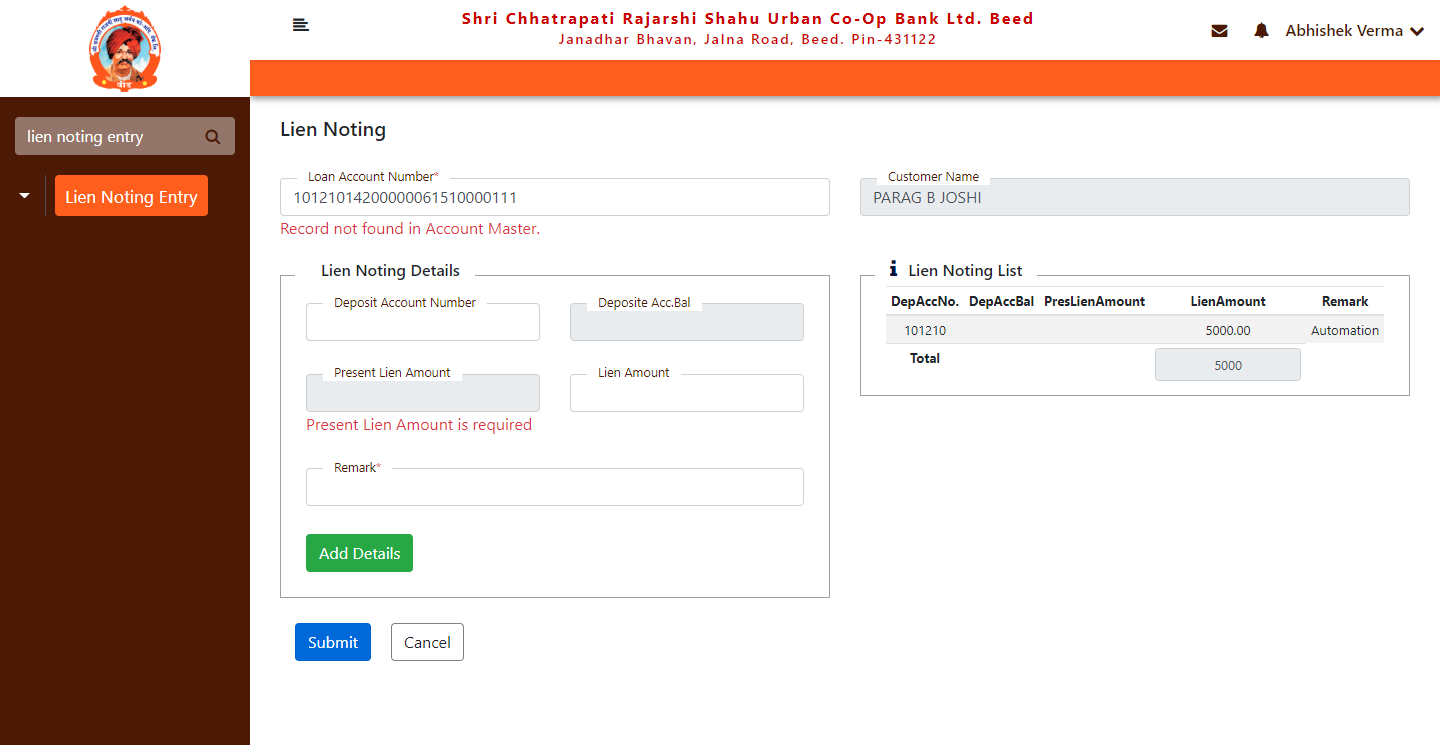 Shri Chhatrapati Rajarshi Shahu Urban Co-Op Bank Ltd. Beed
Janadhar Bhavan, Jalna Road, Beed. Pin-431122
Abhishek Verma
बीड
lien noting entry
Lien Noting Entry
Lien Noting
Loan Account Number*
10121014200000061510000111
Record not found in Account Master.
Customer Name
PARAG B JOSHI
Lien Noting Details
Deposit Account Number
Deposite Acc.Bal
Present Lien Amount
Lien Amount
Present Lien Amount is required
Remark*
Add Details
Submit Cancel
Lien Noting List
DepAccNo. DepAccBal PresLienAmount LienAmount Remark
101210 5000.00 Automation
Total 5000